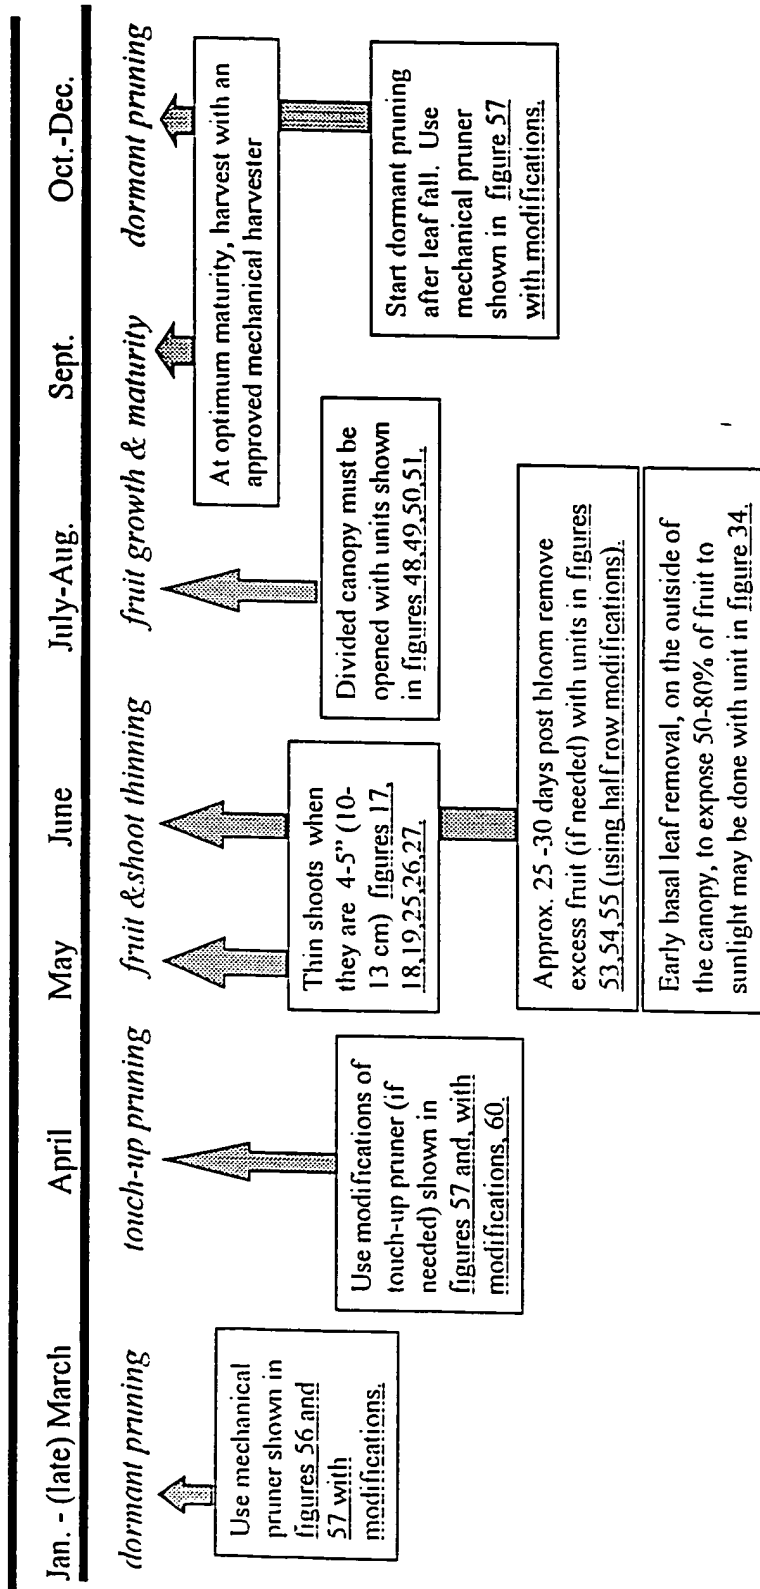 Jan. - (late) March April May June July-Aug. Sept. Oct.-Dec.
dormant pruning touch-up pruning fruit & shoot thinning fruit growth & maturity dormant pruning
Use mechanical
pruner shown in
figures 56 and
57 with
modifications.
Use modifications of
touch-up pruner (if
needed) shown in
figures 57 and, with
modifications, 60.
Thin shoots when
they are 4-5" (10-
13 cm) figures 17,
18,19,25,26,27.
Approx. 25 -30 days post bloom remove
excess fruit (if needed) with units in figures
53,54,55 (using half row modifications).
Early basal leaf removal, on the outside of
the canopy, to expose 50-80% of fruit to
sunlight may be done with unit in figure 34.
Divided canopy must be
opened with units shown
in figures 48,49,50,51.
At optimum maturity, harvest with an
approved mechanical harvester
Start dormant pruning
after leaf fall. Use
mechanical pruner
shown in figure 57
with modifications.